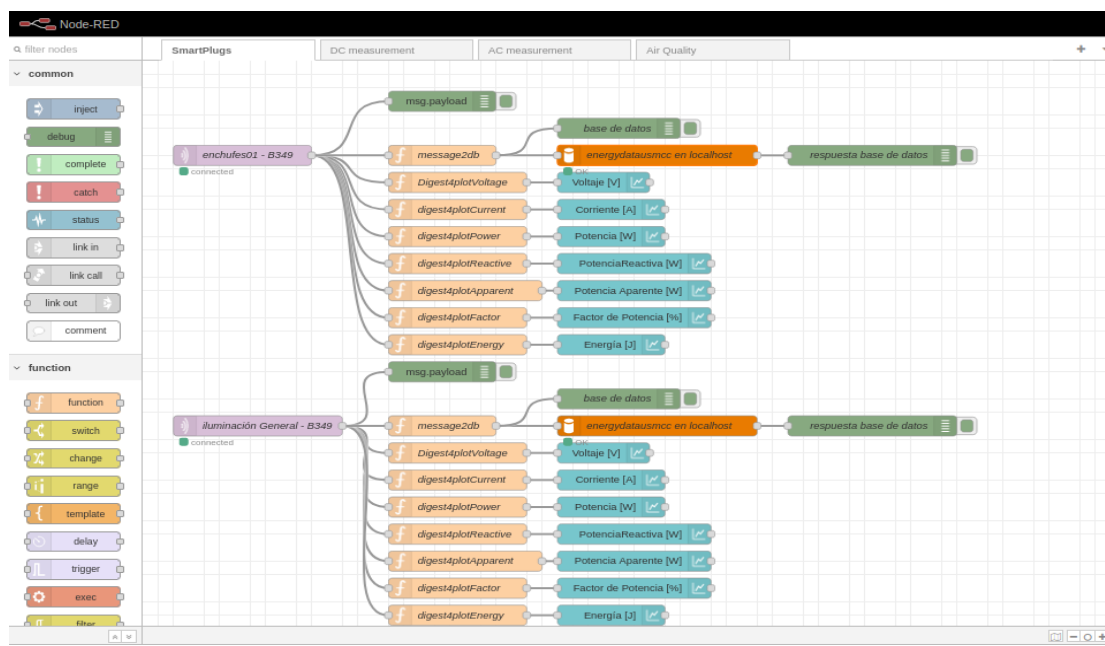 Node-RED
filter nodes
SmartPlugs
DC measurement
AC measurement
Air Quality
common
inject
debug
complete
catch
status
link in
link call
link out
comment
function
function
switch
change
range
template
delay
trigger
exec
filter
msg.payload
base de datos
enchufes01 - B349
connected
message2db
energydatausmcc en localhost
OK
respuesta base de datos
Digest4plotVoltage
Voltaje [V]
digest4plotCurrent
Corriente [A]
digest4plotPower
Potencia [W]
digest4plotReactive
PotenciaReactiva [W]
digest4plotApparent
Potencia Aparente [W]
digest4plotFactor
Factor de Potencia [%]
digest4plotEnergy
Energía [J]
msg.payload
base de datos
iluminación General - B349
connected
message2db
energydatausmcc en localhost
OK
respuesta base de datos
Digest4plotVoltage
Voltaje [V]
digest4plotCurrent
Corriente [A]
digest4plotPower
Potencia [W]
digest4plotReactive
PotenciaReactiva [W]
digest4plotApparent
Potencia Aparente [W]
digest4plotFactor
Factor de Potencia [%]
digest4plotEnergy
Energía [J]